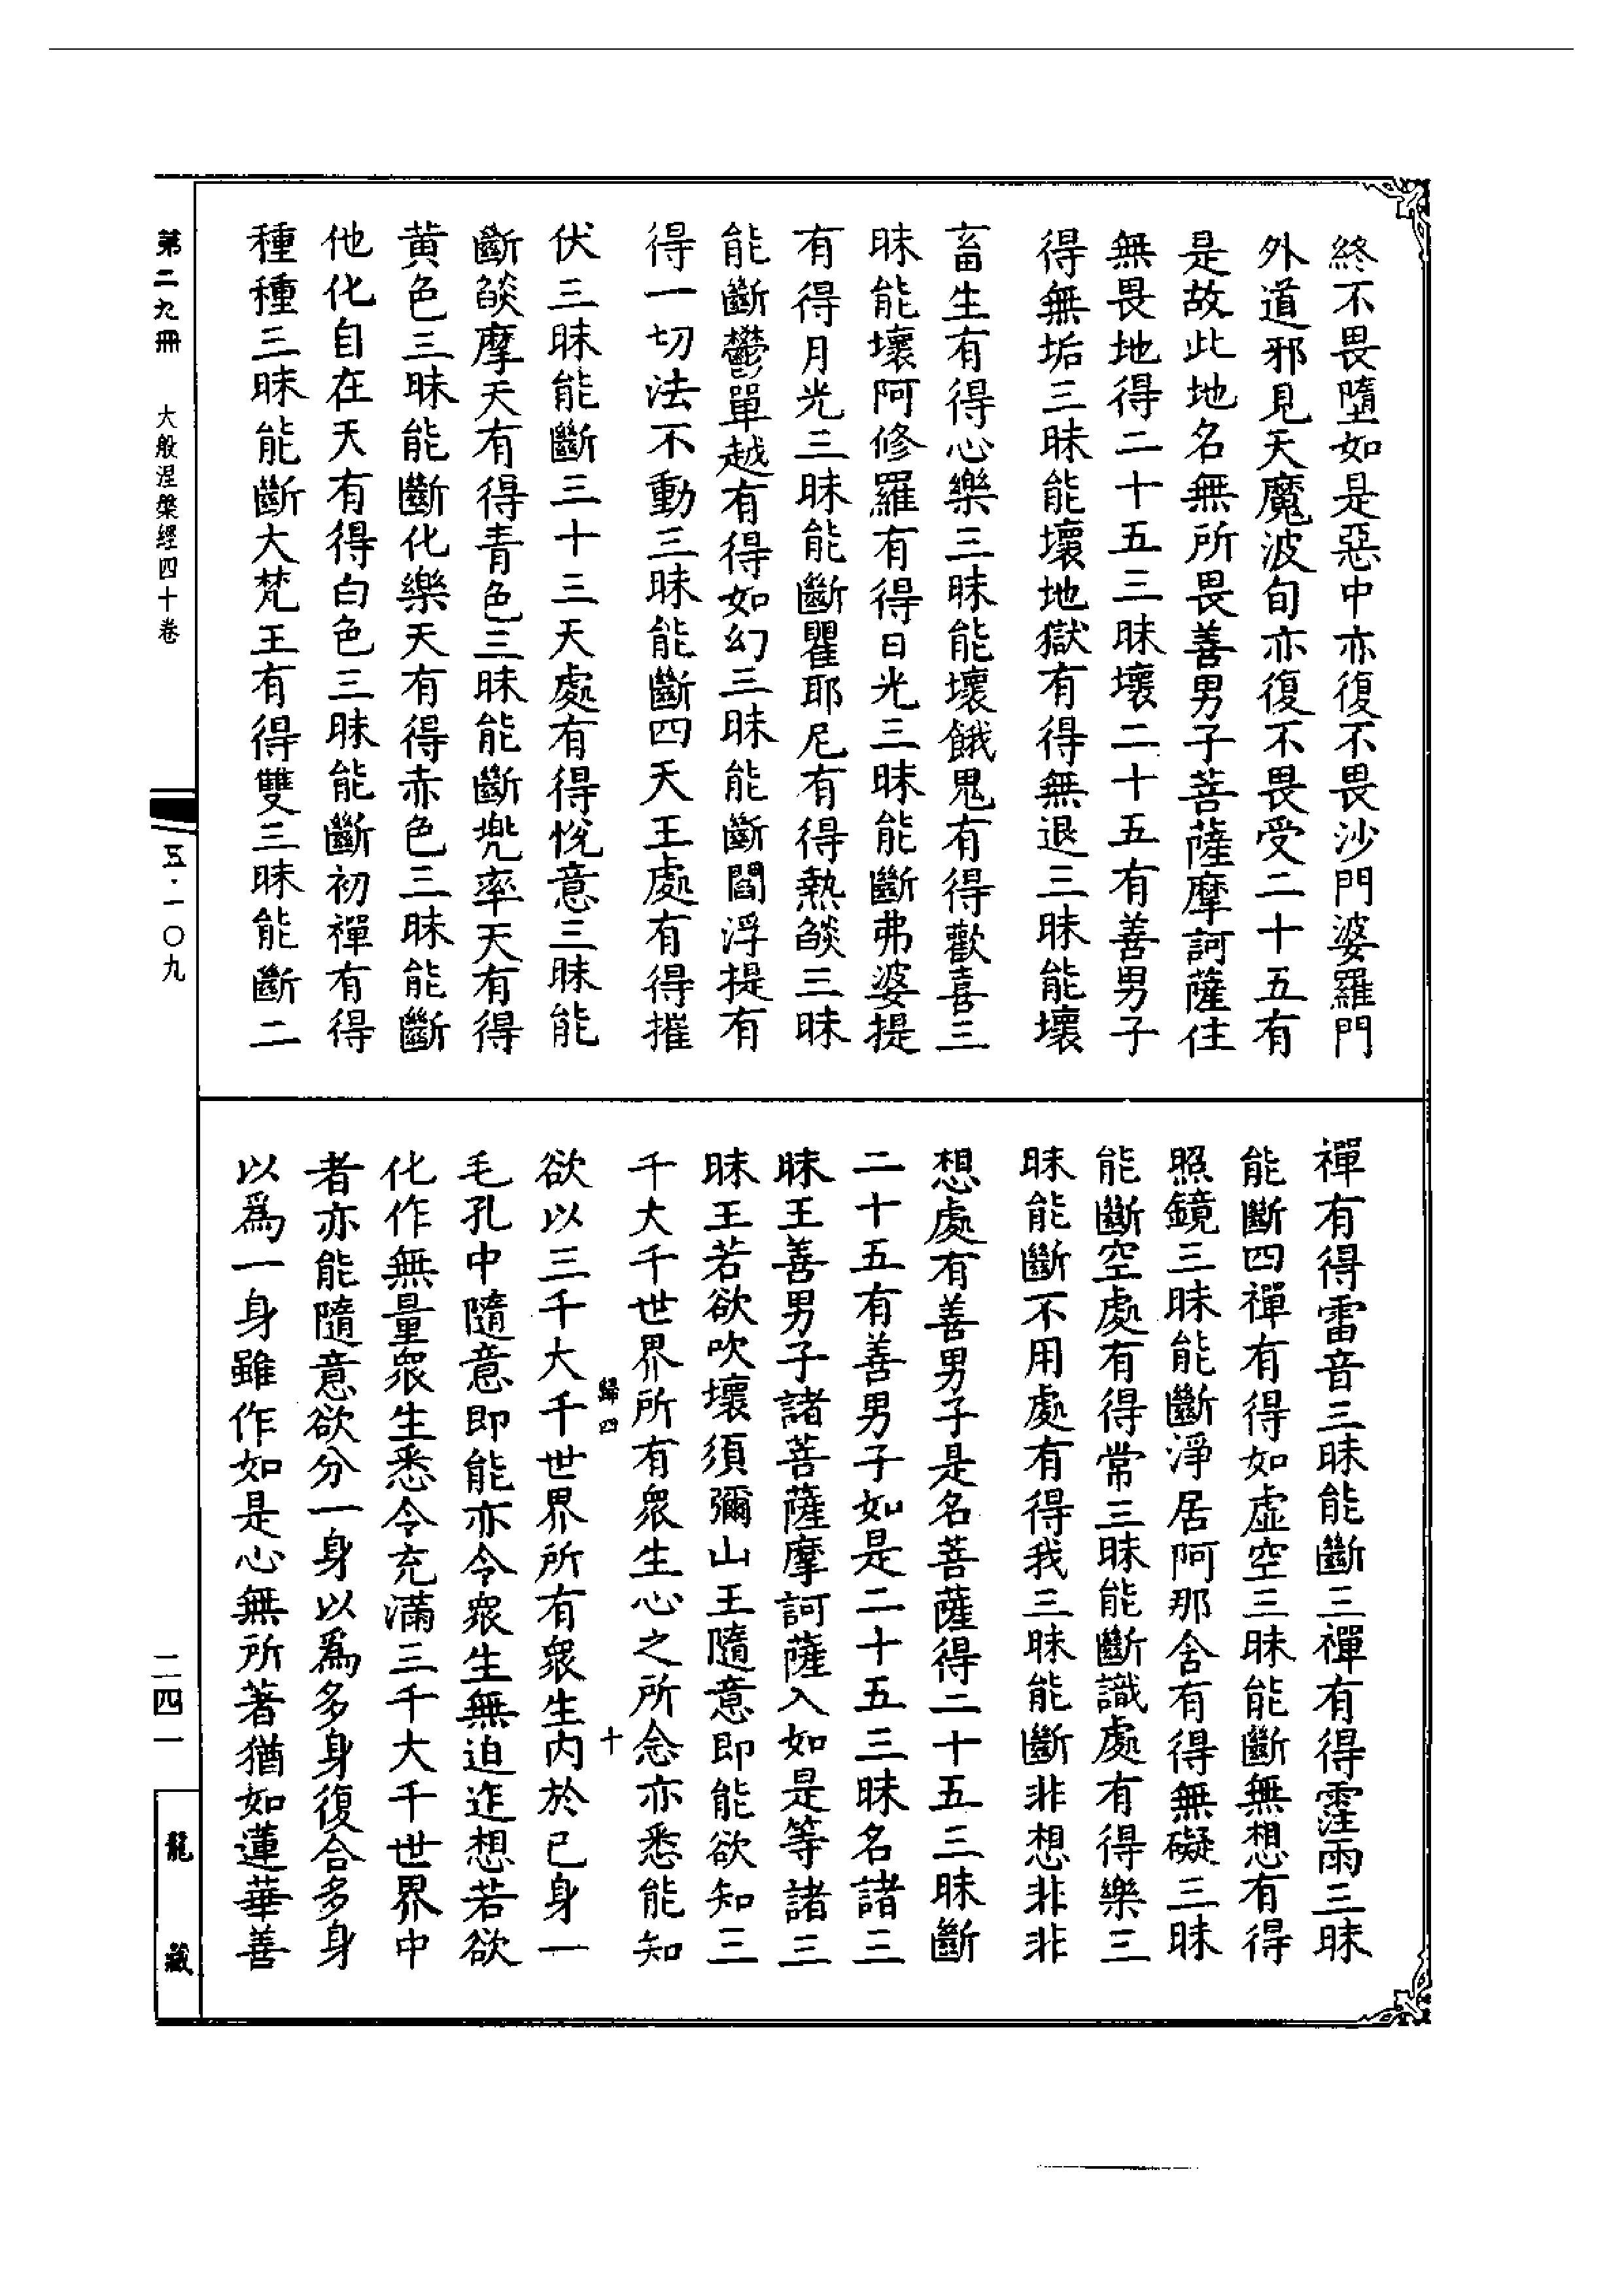 終不畏墮如是惡中亦復不畏沙門婆羅門
外道邪見天魔波旬亦復不畏受二十五有
是故此地名無所畏善男子菩薩摩訶薩住
無畏地得二十五三昧壞二十五有善男子
得無垢三昧能壞地獄有得無退三昧能壞
畜生有得心樂三昧能壞餓鬼有得歡喜三
昧能壞阿修羅有得日光三昧能斷弗婆提
有得月光三昧能斷瞿耶尼有得熱燄三昧
能斷鬱單越有得如幻三昧能斷閻浮提有
得一切法不動三昧能斷四天王處有得摧
伏三昧能斷三十三天處有得悅意三昧能
斷燄摩天有得青色三昧能斷兜率天有得
黃色三昧能斷化樂天有得赤色三昧能斷
他化自在天有得白色三昧能斷初禪有得
種種三昧能斷大梵王有得雙三昧能斷二
禪有得雷音三昧能斷三禪有得霔雨三昧
能斷四禪有得如虛空三昧能斷無想有得
照鏡三昧能斷淨居阿那含有得無礙三昧
能斷空處有得常三昧能斷識處有得樂三
昧能斷不用處有得我三昧能斷非想非非
想處有善男子是名菩薩得二十五三昧斷
二十五有善男子如是二十五三昧名諸三
昧王善男子諸菩薩摩訶薩入如是等諸三
昧王若欲吹壞須彌山王隨意即能欲知三
千大千世界所有眾生心之所念亦悉能知
歸四 十
欲以三千大千世界所有眾生內於己身一
毛孔中隨意即能亦令眾生無迫迮想若欲
化作無量眾生悉令充滿三千大千世界中
者亦能隨意欲分一身以為多身復合多身
以為一身雖作如是心無所著猶如蓮華善
第二九冊 大般涅槃經四十卷
五·一〇九
二四一
龍藏